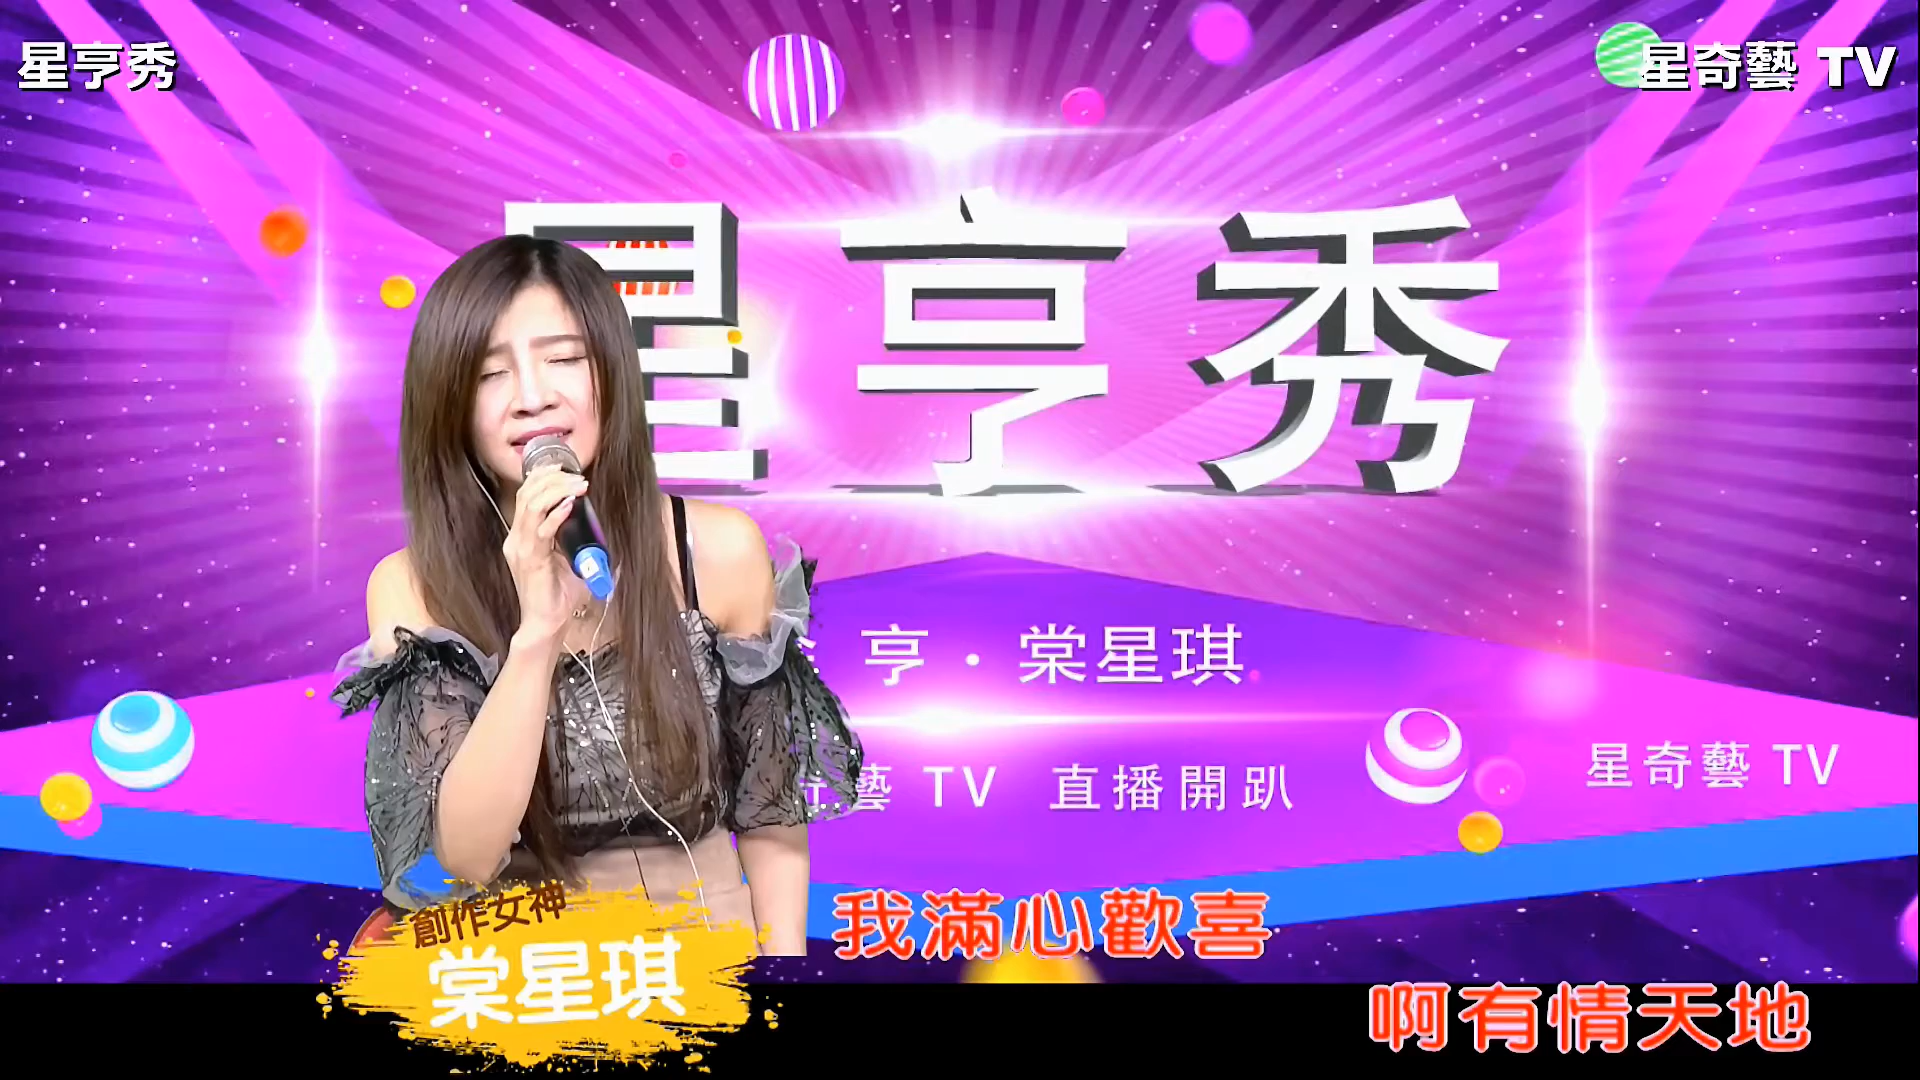 星亨秀
星奇藝 TV
星亨秀
亨·棠星琪
藝 TV 直播開趴
星奇藝 TV
創作女神
棠星琪
我滿心歡喜
啊有情天地